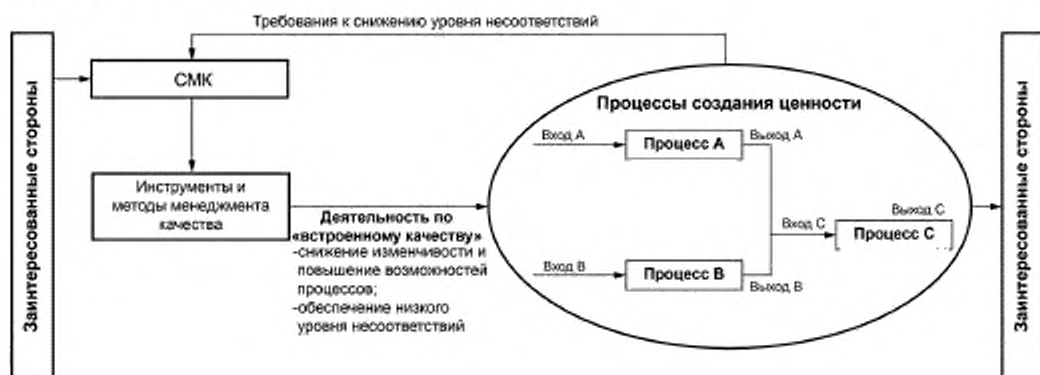 Требования к снижению уровня несоответствий
Заинтересованные стороны
СМК
Инструменты и
методы менеджмента
качества
Деятельность по
«встроенному качеству»
-снижение изменчивости и
повышение возможностей
процессов;
-обеспечение низкого
уровня несоответствий
Процессы создания ценности
Вход А
Процесс А
Выход А
Вход С
Выход С
Процесс С
Вход В
Процесс В
Выход В
Заинтересованные стороны